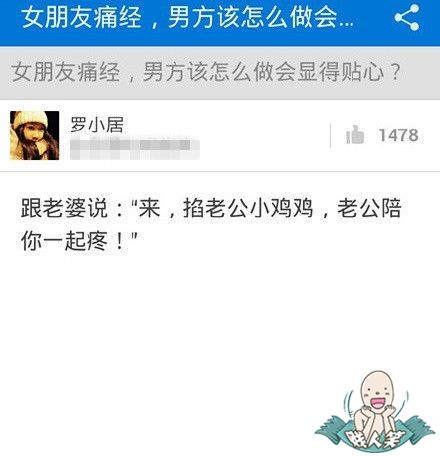 女朋友痛经，男方该怎么做会...
女朋友痛经，男方该怎么做会显得贴心？
罗小居
1478
跟老婆说：“来，掐老公小鸡鸡，老公陪
你一起疼！”